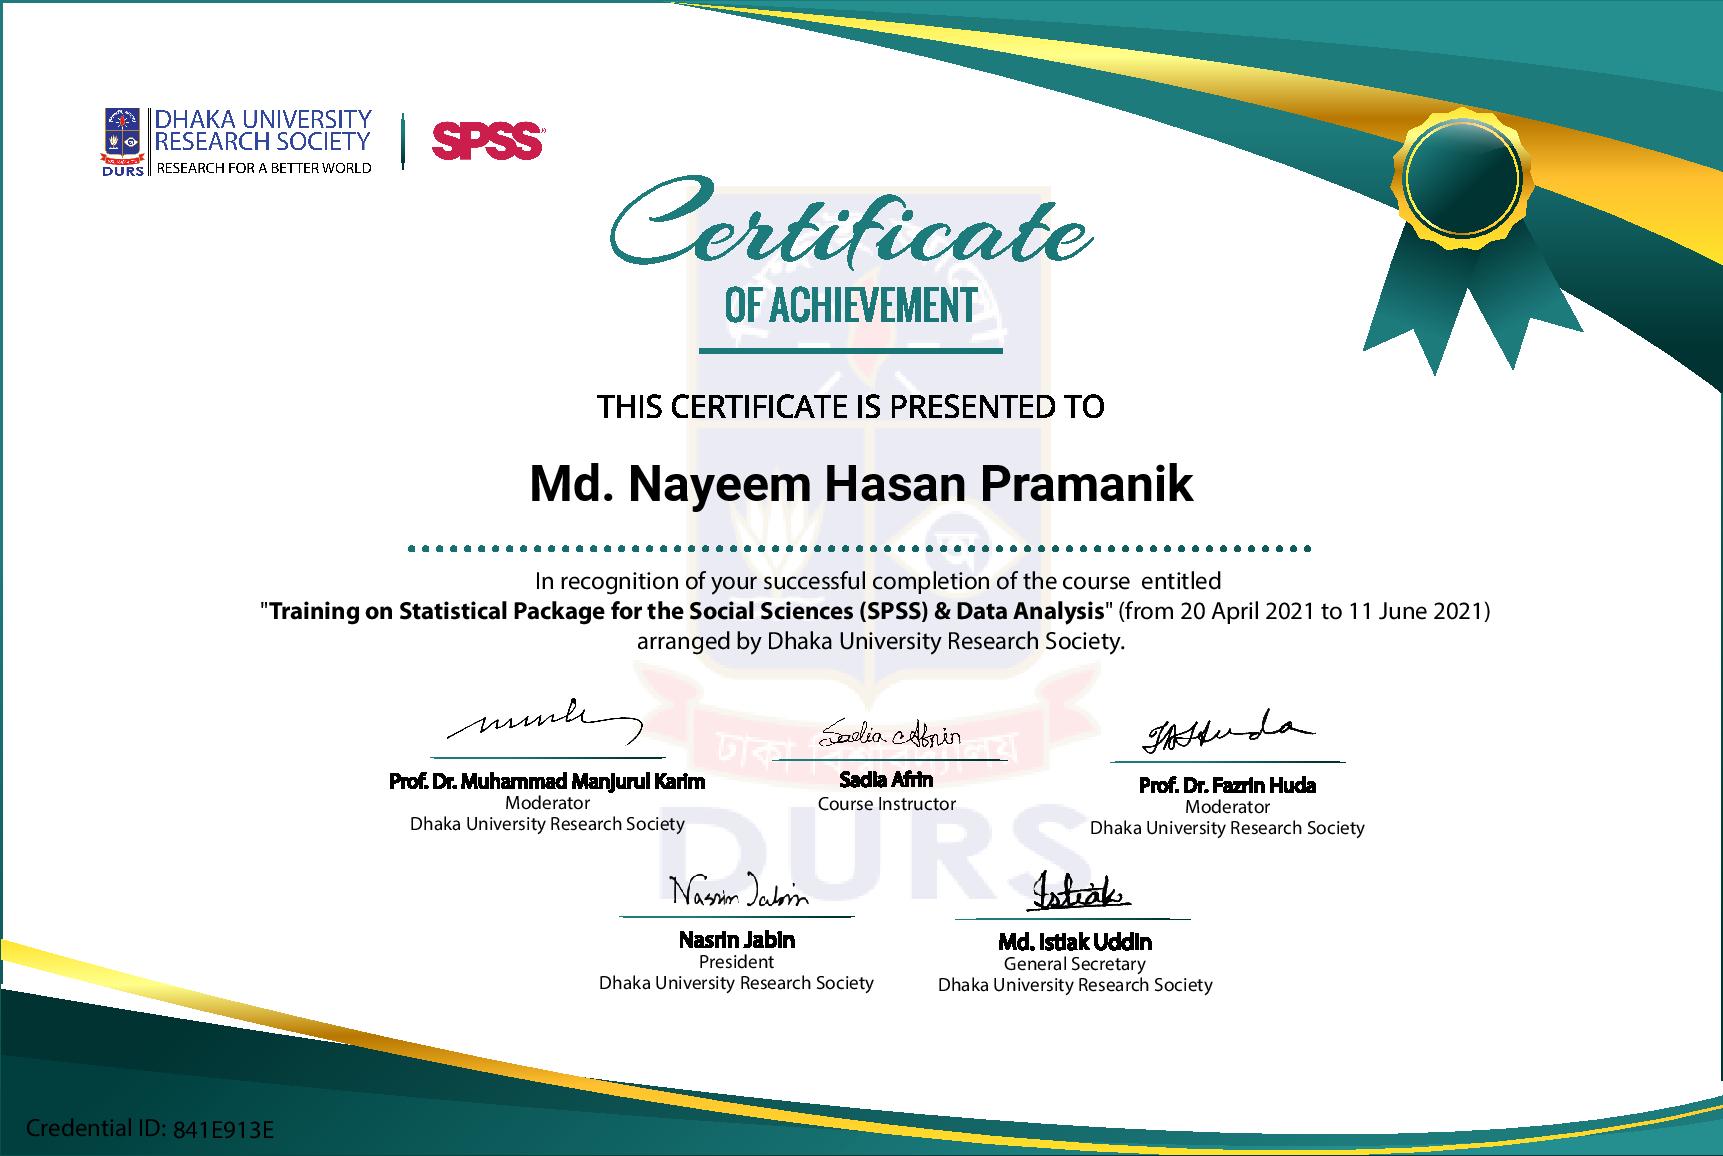 DHAKA UNIVERSITY
RESEARCH SOCIETY
RESEARCH FOR A BETTER WORLD
DURS
SPSS
Certificate
OF ACHIEVEMENT
THIS CERTIFICATE IS PRESENTED TO
Md. Nayeem Hasan Pramanik
In recognition of your successful completion of the course entitled
"Training on Statistical Package for the Social Sciences (SPSS) & Data Analysis" (from 20 April 2021 to 11 June 2021)
arranged by Dhaka University Research Society.
ঢাকা বিশ্ববিদ্যালয়
DURS
Sadia Afrin
Prof. Dr. Muhammad Manjurul Karim
Moderator
Dhaka University Research Society
Sadia Afrin
Course Instructor
Prof. Dr. Fazrin Huda
Moderator
Dhaka University Research Society
Nasrin Jabin
Istiak
Nasrin Jabin
President
Dhaka University Research Society
Md. Istiak Uddin
General Secretary
Dhaka University Research Society
Credential ID: 841E913E